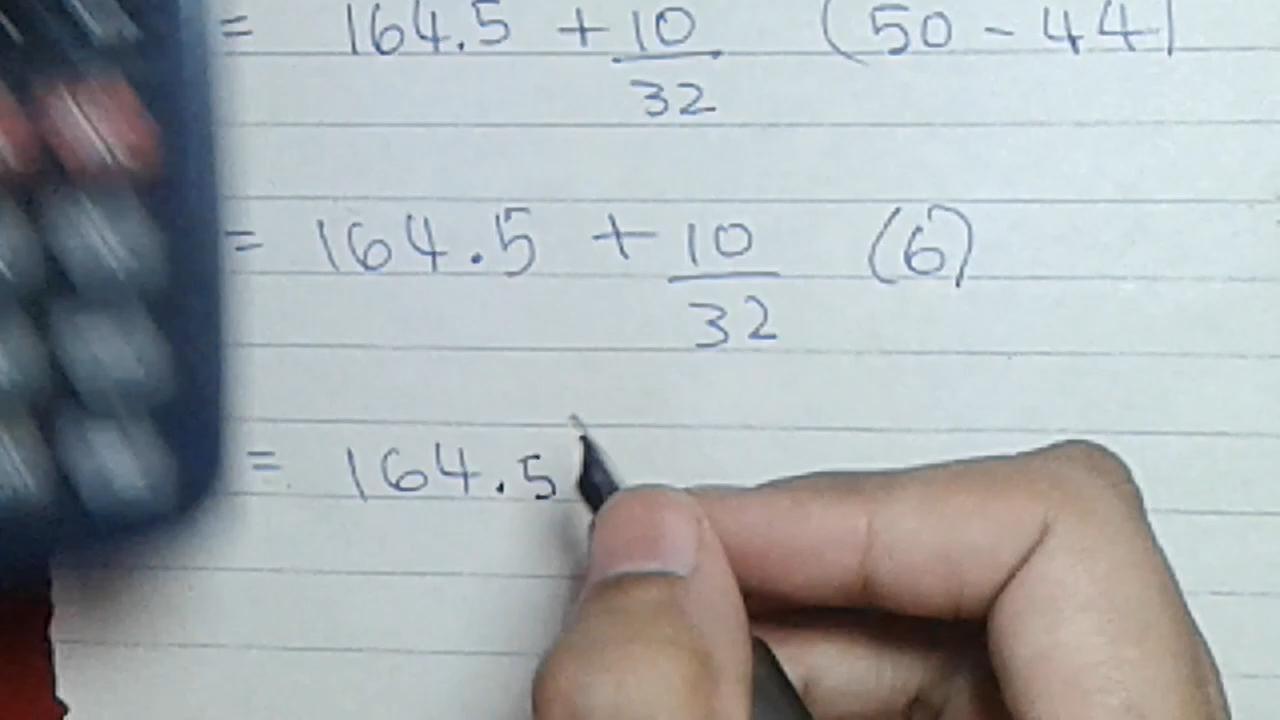 = 164.5 + 10/32 (50 - 44)
= 164.5 + 10/32 (6)
= 164.5